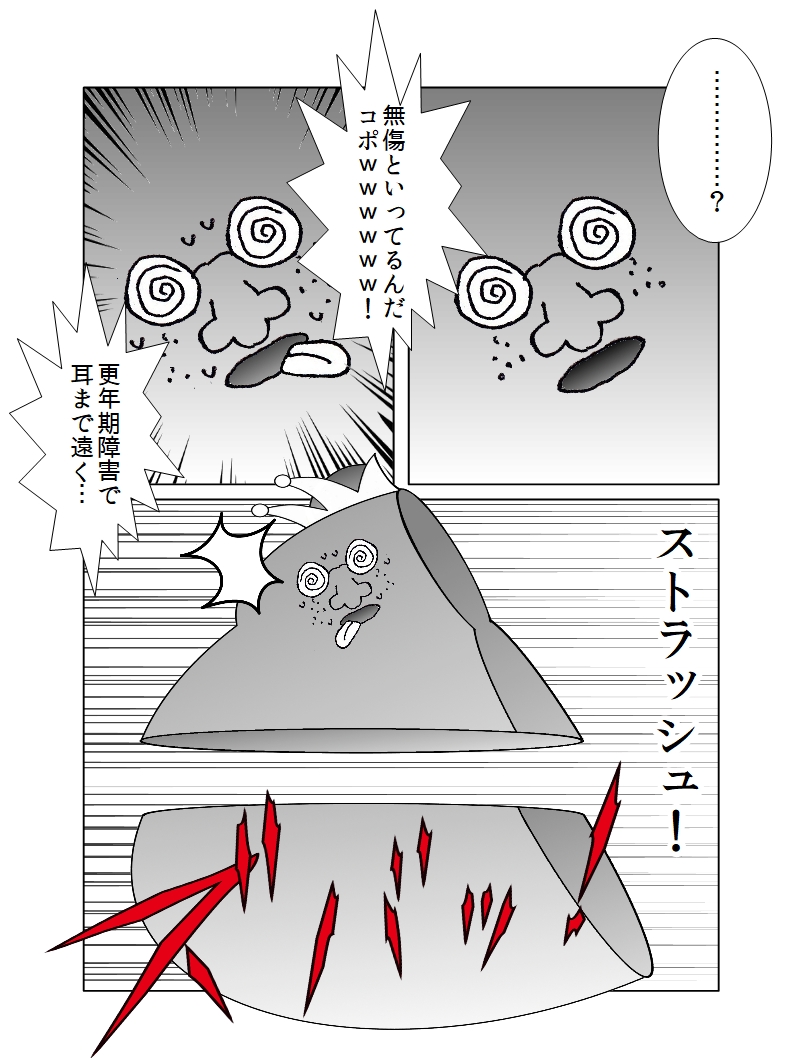 ……………？
無傷といってるんだ
コポｗｗｗｗｗｗ！
更年期障害で
耳まで遠く…
ストラッシュ！